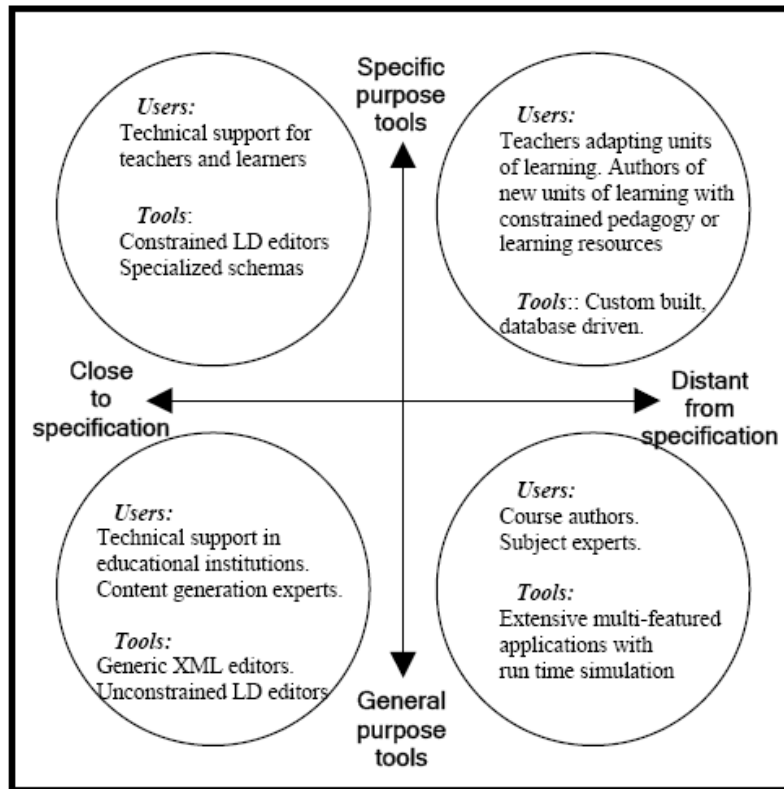 Specific
purpose
tools
Users:
Technical support for
teachers and learners
Tools:
Constrained LD editors
Specialized schemas
Users:
Teachers adapting units
of learning. Authors of
new units of learning with
constrained pedagogy or
learning resources
Tools:: Custom built,
database driven.
Close
to
specification
Distant
from
specification
Users:
Technical support in
educational institutions.
Content generation experts.
Tools:
Generic XML editors.
Unconstrained LD editors
Users:
Course authors.
Subject experts.
Tools:
Extensive multi-featured
applications with
run time simulation
General
purpose
tools